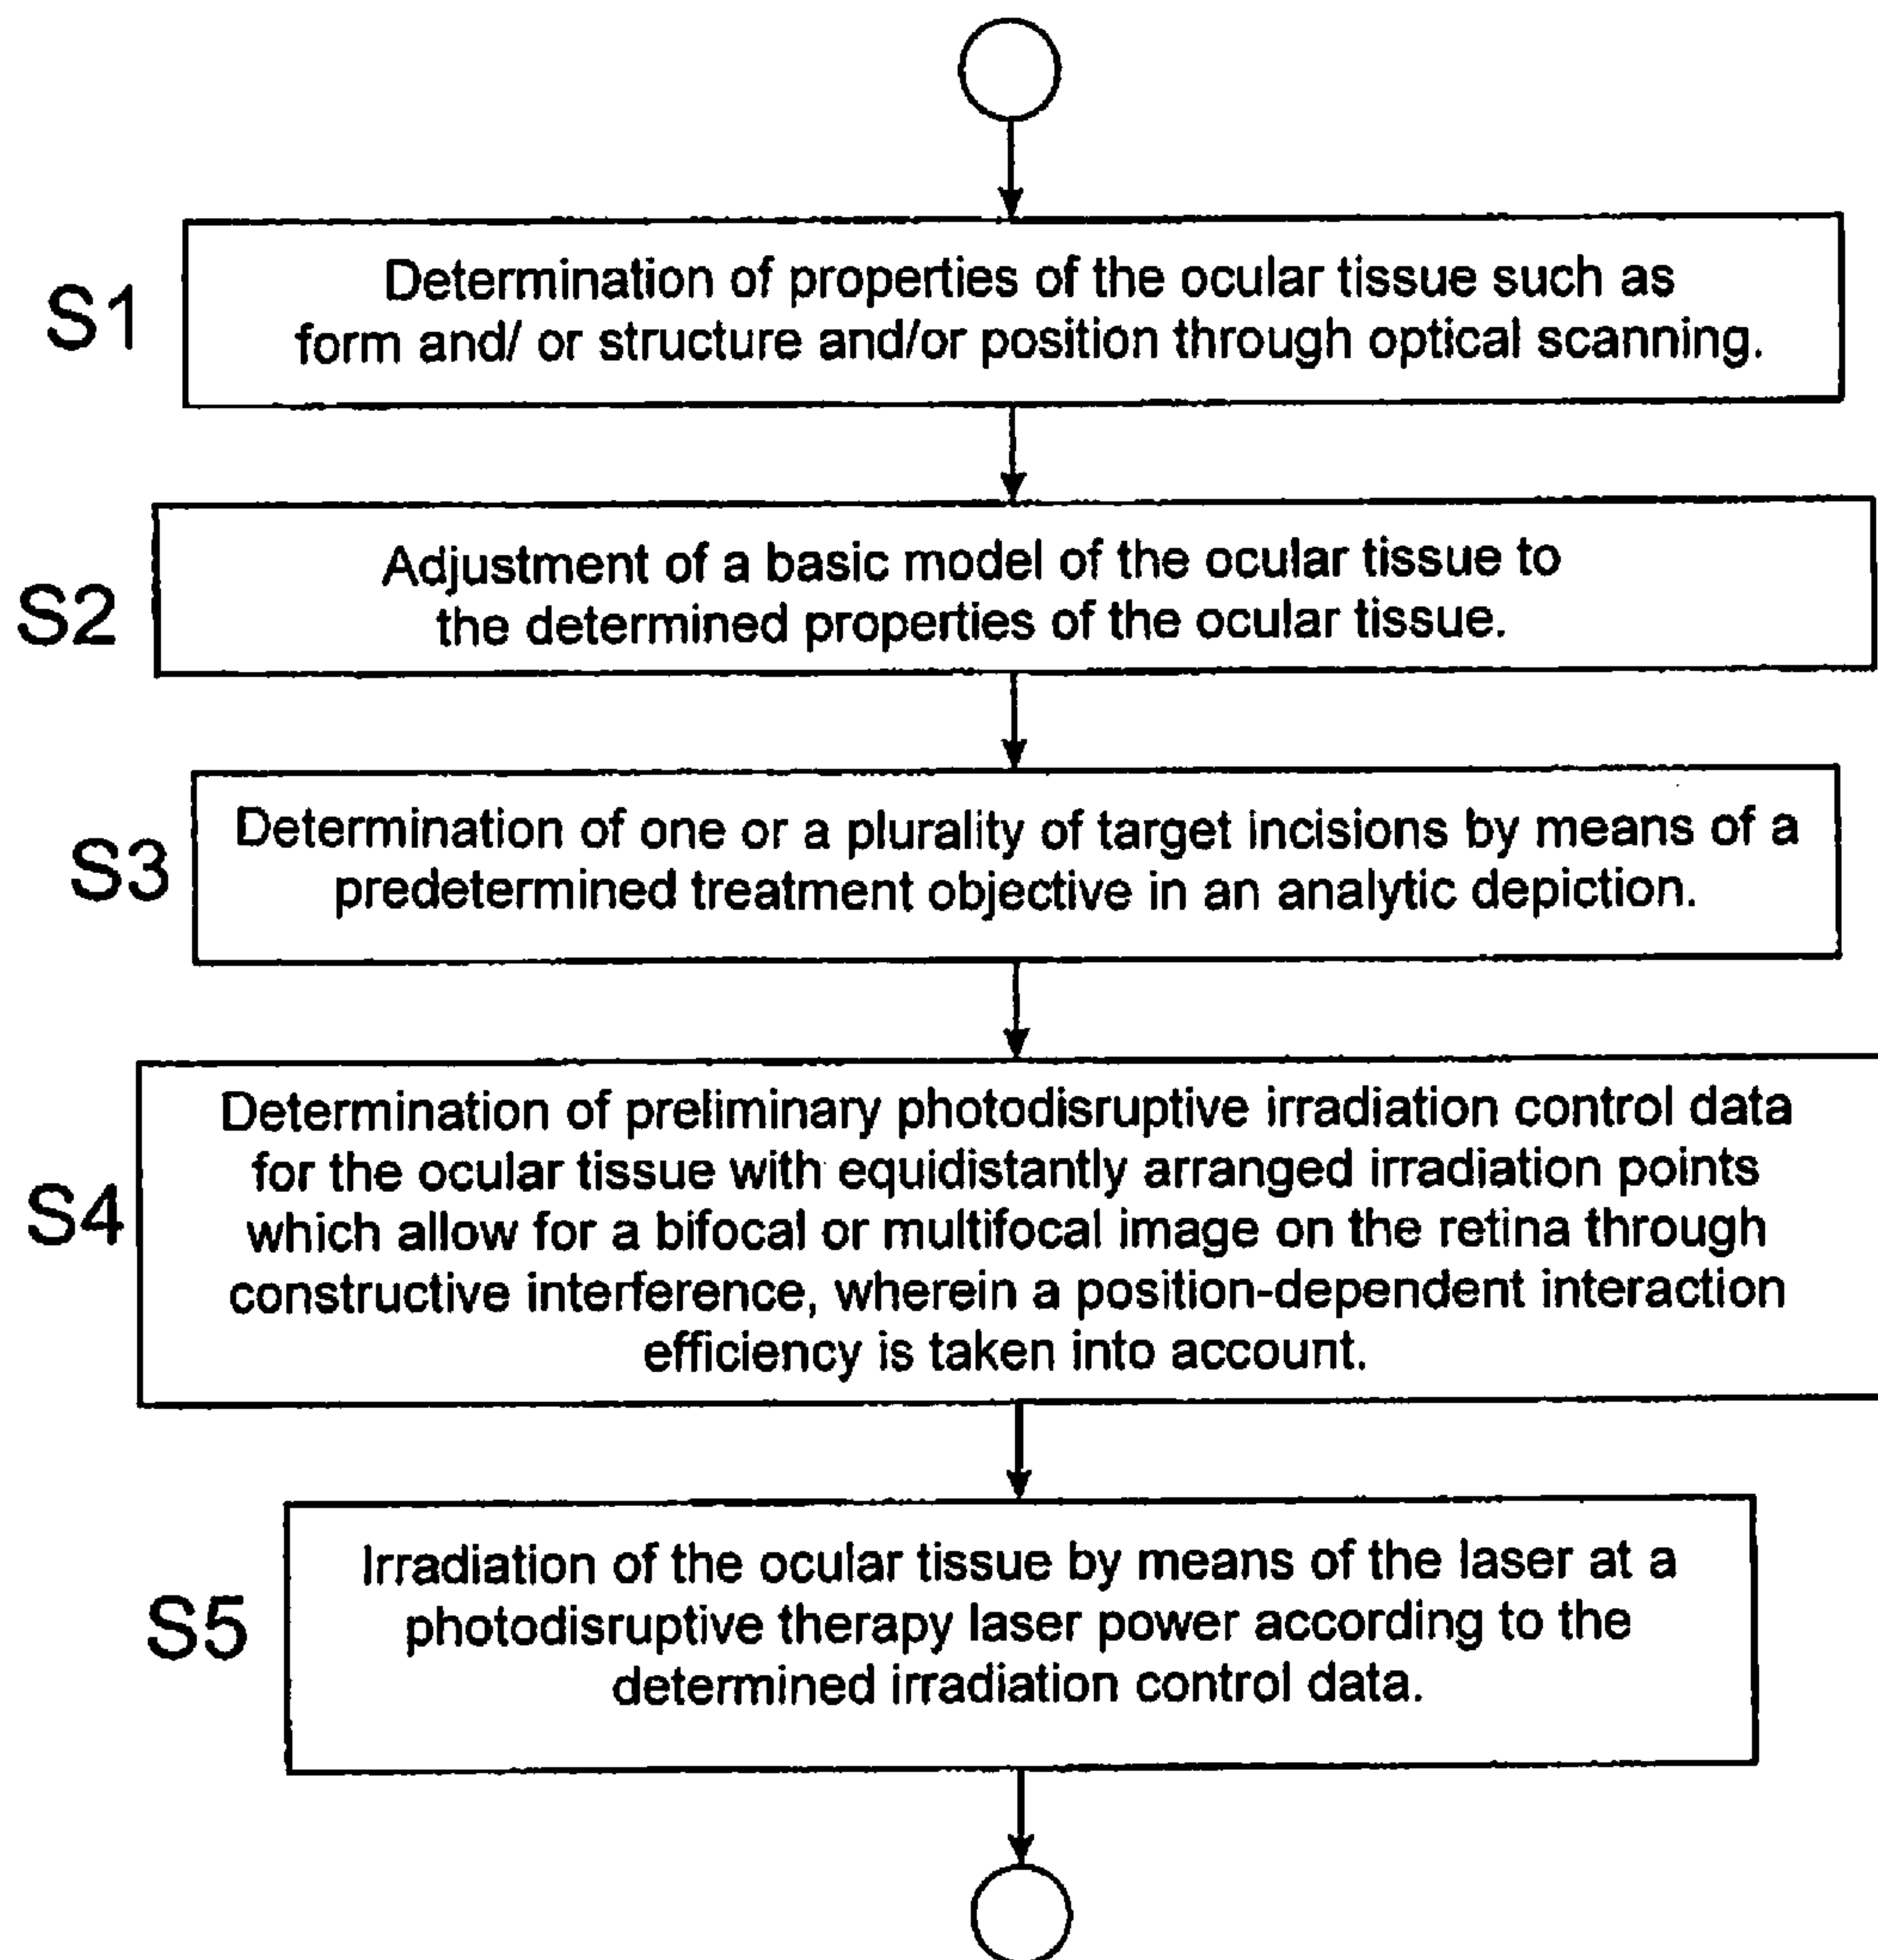 S1
Determination of properties of the ocular tissue such as
form and/ or structure and/or position through optical scanning.
S2
Adjustment of a basic model of the ocular tissue to
the determined properties of the ocular tissue.
S3
Determination of one or a plurality of target incisions by means of a
predetermined treatment objective in an analytic depiction.
S4
Determination of preliminary photodisruptive irradiation control data
for the ocular tissue with equidistantly arranged irradiation points
which allow for a bifocal or multifocal image on the retina through
constructive interference, wherein a position-dependent interaction
efficiency is taken into account.
S5
Irradiation of the ocular tissue by means of the laser at a
photodisruptive therapy laser power according to the
determined irradiation control data.